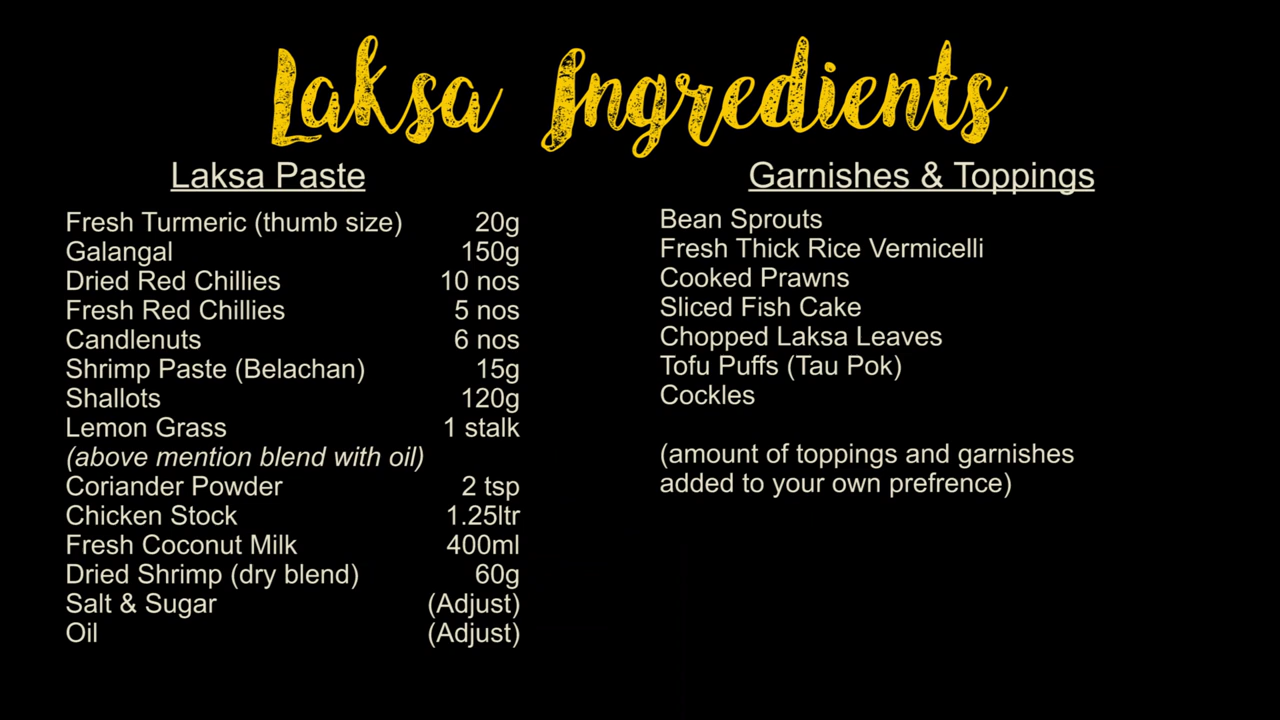 Laksa Ingredients
Laksa Paste
Fresh Turmeric (thumb size) 20g
Galangal 150g
Dried Red Chillies 10 nos
Fresh Red Chillies 5 nos
Candlenuts 6 nos
Shrimp Paste (Belachan) 15g
Shallots 120g
Lemon Grass 1 stalk
(above mention blend with oil)
Coriander Powder 2 tsp
Chicken Stock 1.25ltr
Fresh Coconut Milk 400ml
Dried Shrimp (dry blend) 60g
Salt & Sugar (Adjust)
Oil (Adjust)
Garnishes & Toppings
Bean Sprouts
Fresh Thick Rice Vermicelli
Cooked Prawns
Sliced Fish Cake
Chopped Laksa Leaves
Tofu Puffs (Tau Pok)
Cockles
(amount of toppings and garnishes
added to your own prefrence)